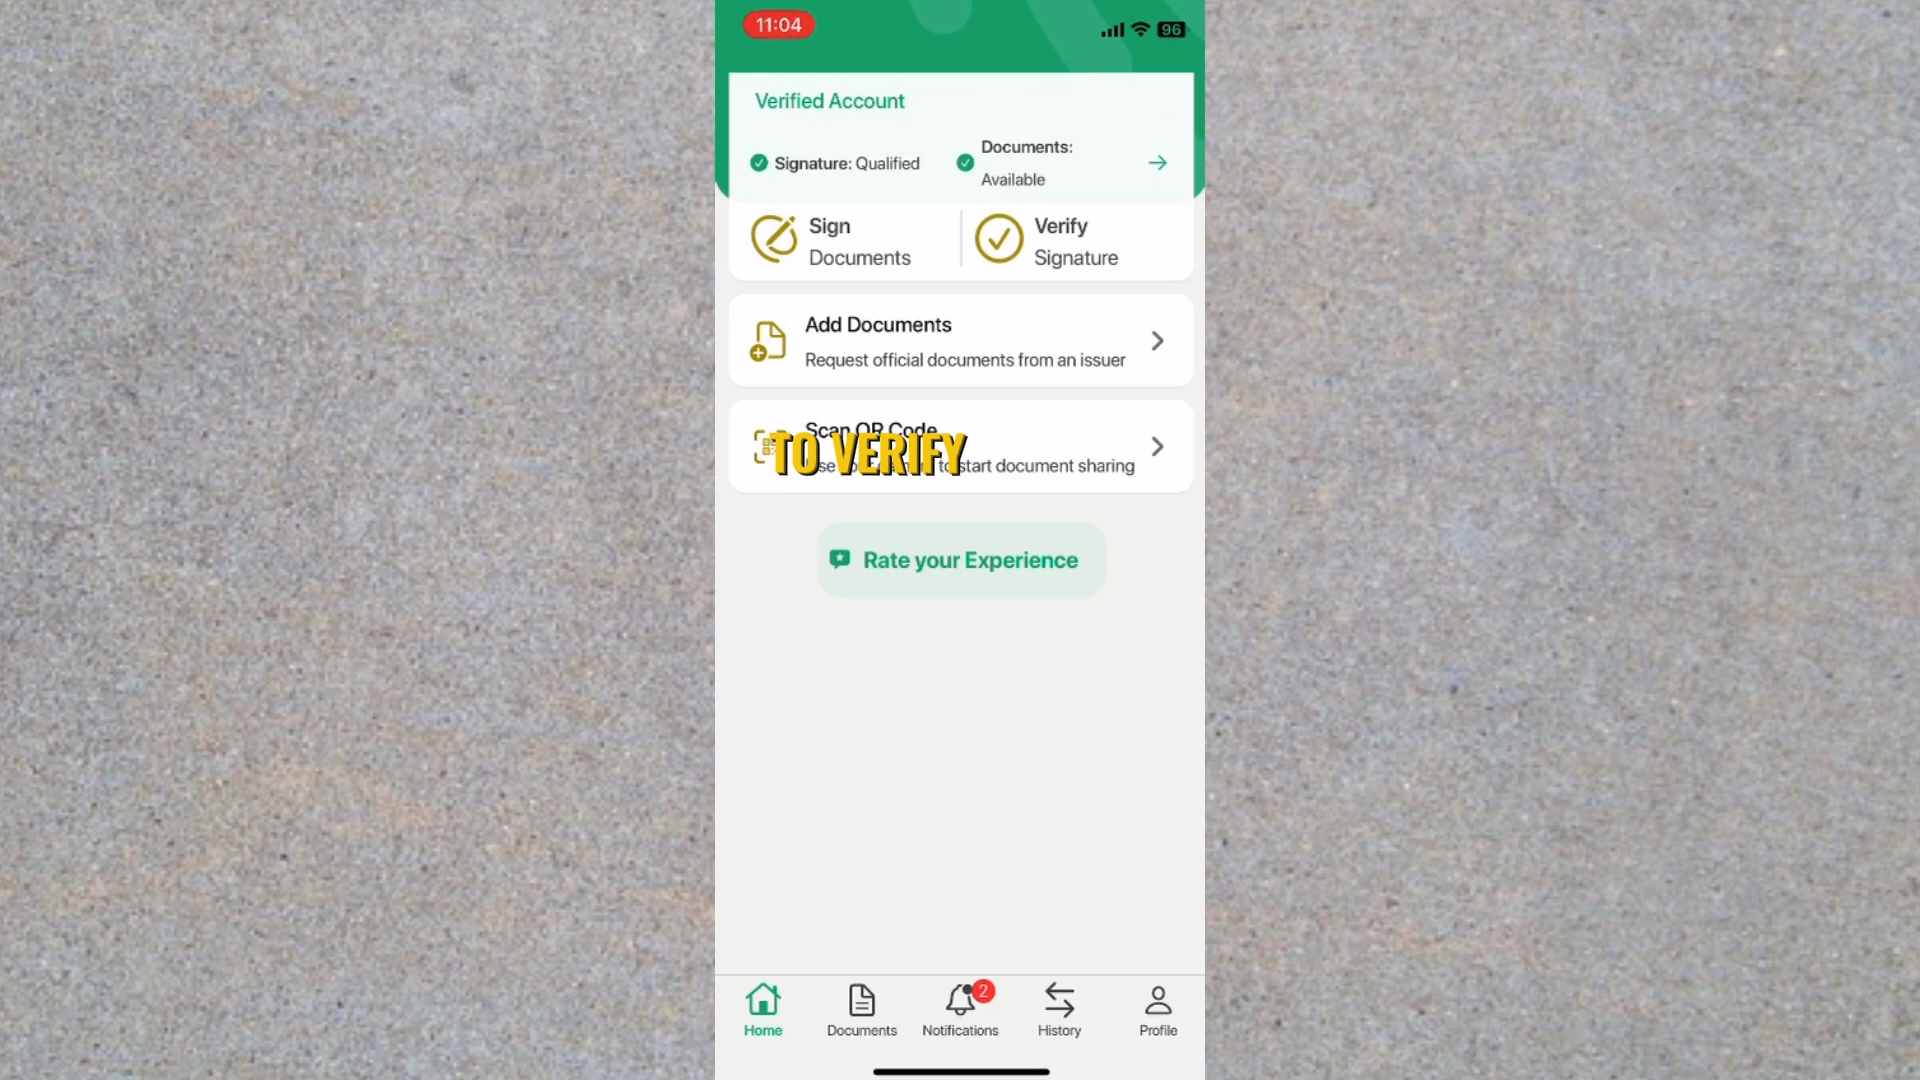 11:04
96
Verified Account
Signature: Qualified
Documents:
Available
Sign
Documents
Verify
Signature
Add Documents
Request official documents from an issuer
Scan QR Code
TO VERIFY
to start document sharing
Rate your Experience
2
Home
Documents
Notifications
History
Profile